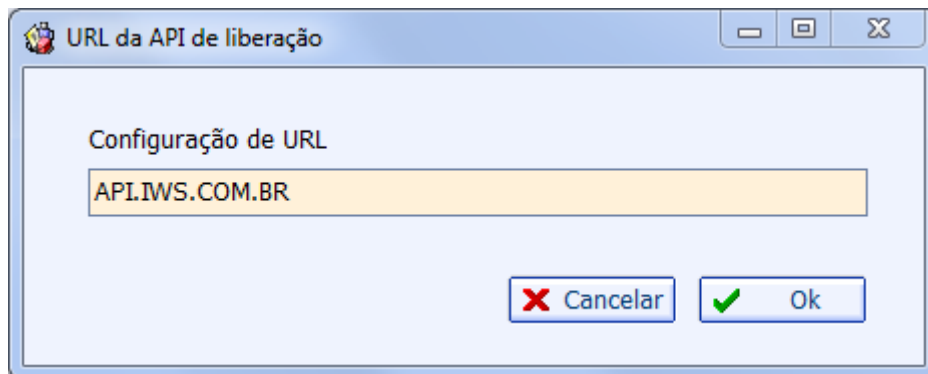 URL da API de liberação
Configuração de URL
API.IWS.COM.BR
Cancelar
Ok